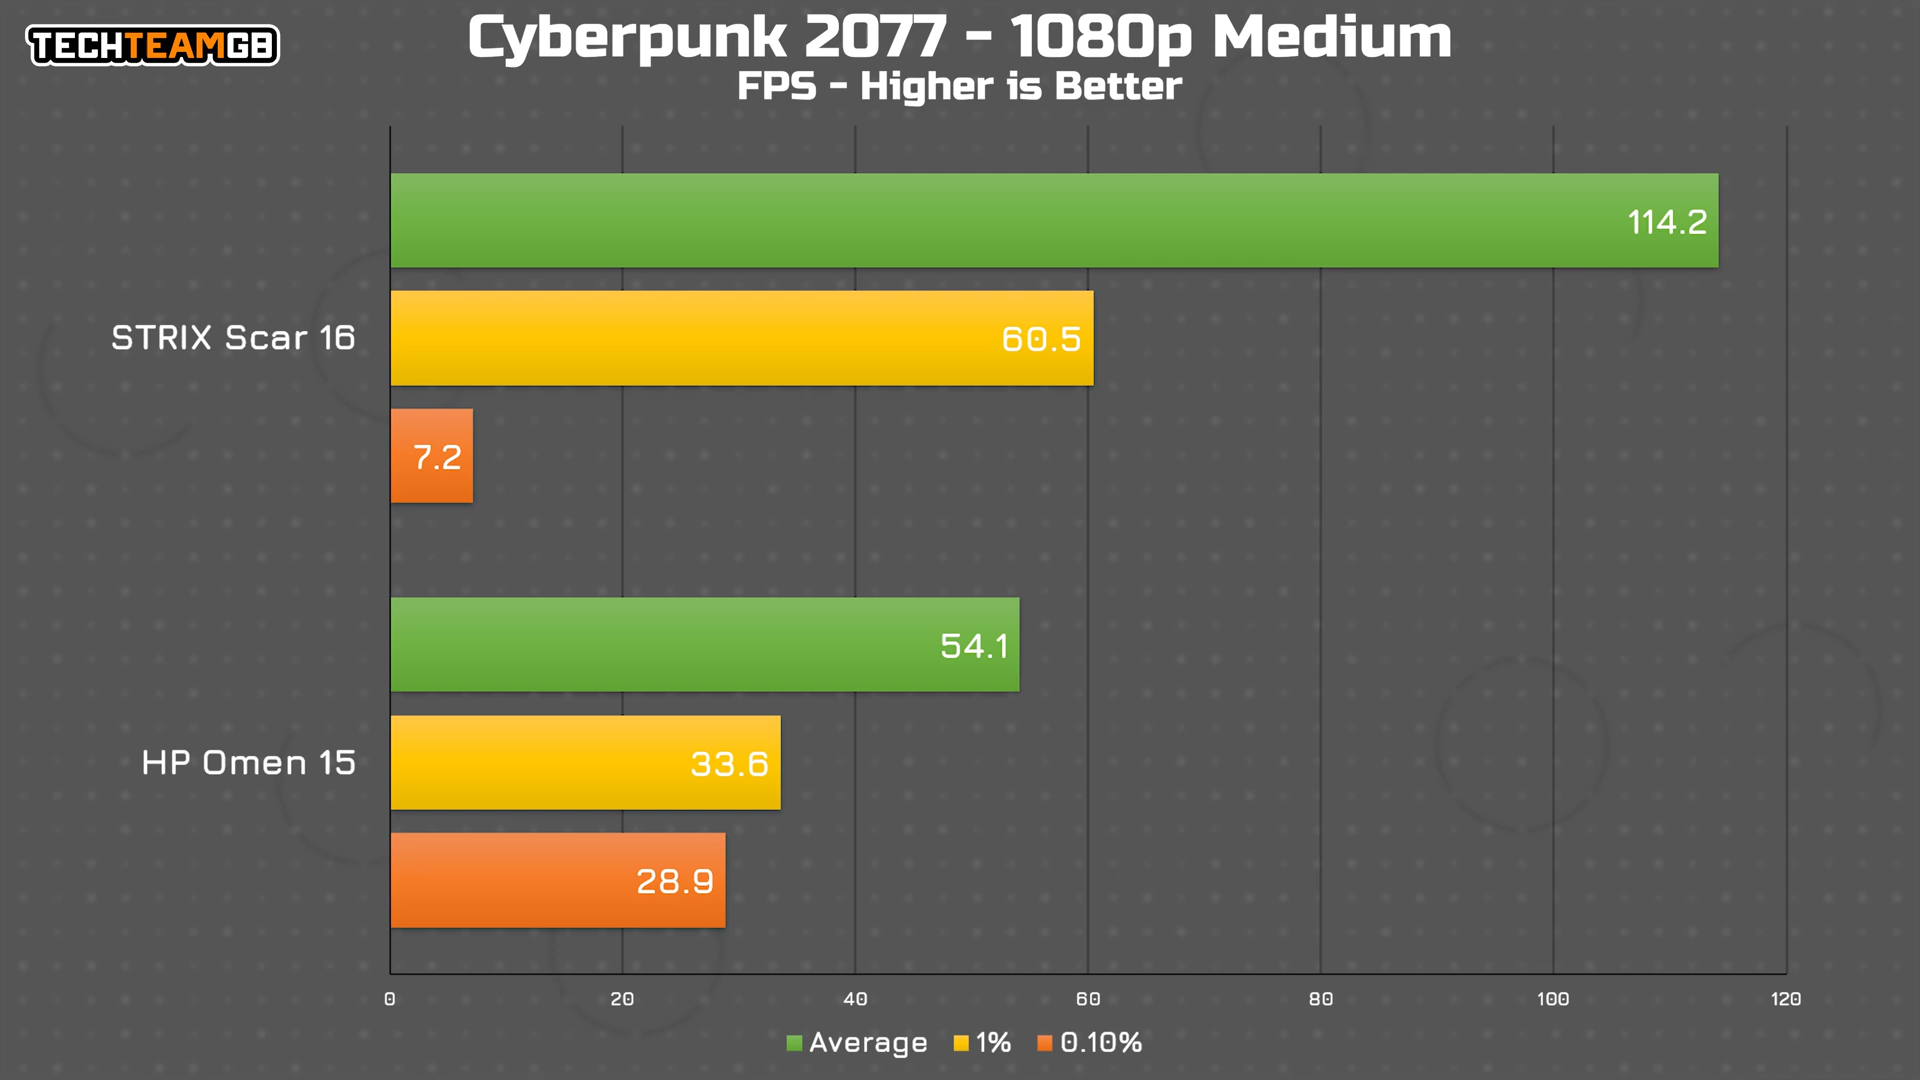 TECHTEAMGB
Cyberpunk 2077 - 1080p Medium
FPS - Higher is Better
114.2
STRIX Scar 16
60.5
7.2
54.1
HP Omen 15
33.6
28.9
0 20 40 60 80 100 120
Average 1% 0.10%